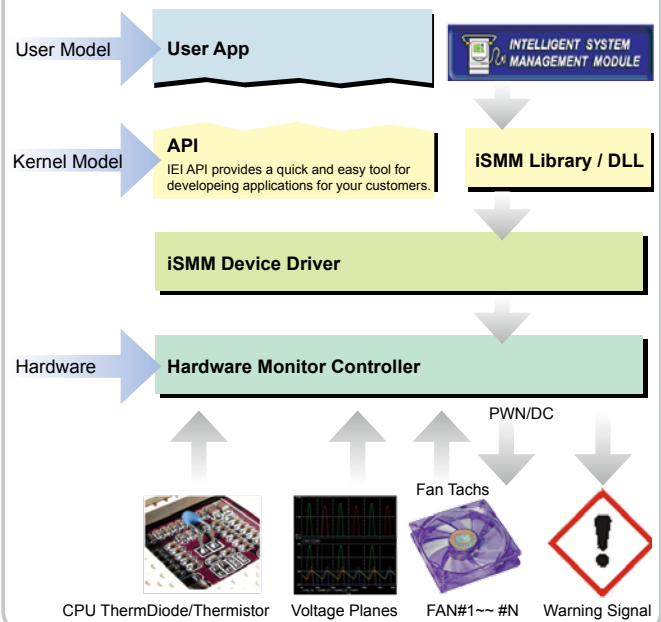 User Model
User App
INTELLIGENT SYSTEM
MANAGEMENT MODULE
Kernel Model
API
IEI API provides a quick and easy tool for
developeing applications for your customers.
iSMM Library / DLL
iSMM Device Driver
Hardware
Hardware Monitor Controller
PWN/DC
Fan Tachs
CPU ThermDiode/Thermistor
Voltage Planes
FAN#1~~ #N
Warning Signal